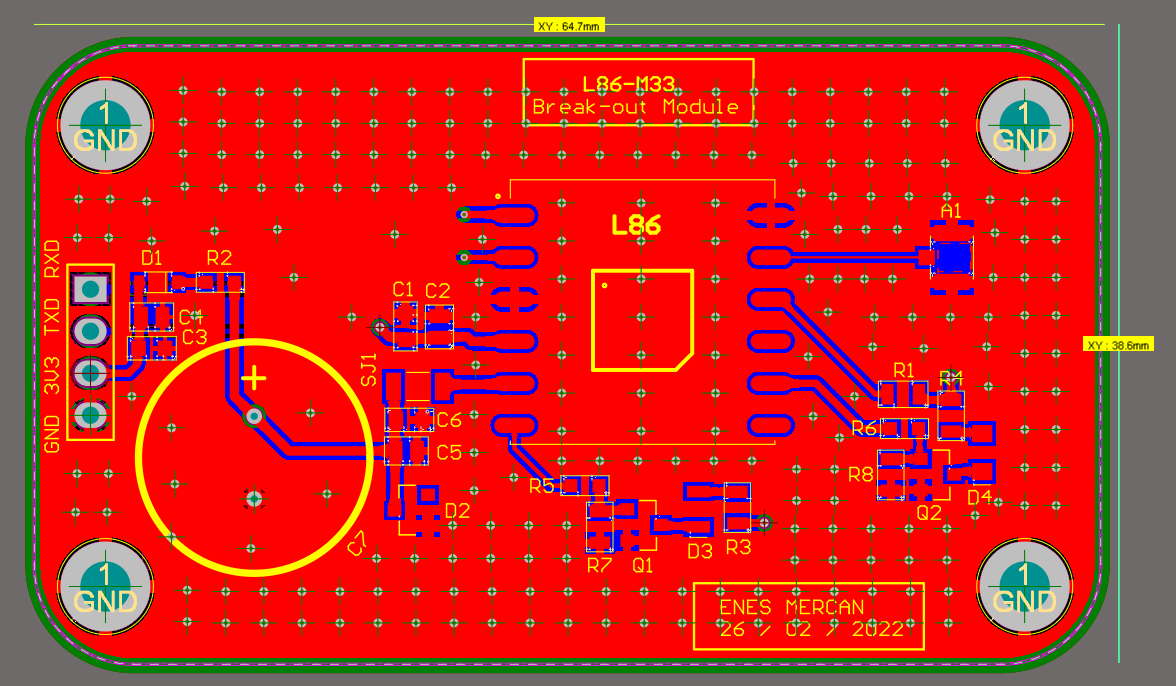 XY : 64.7mm
L86-M33
Break-out Module
1
GND
1
GND
L86
A1
RXD
D1
R2
TXD
C4
C3
C1
C2
3V3
SJ1
XY : 38.6mm
R1
R4
+
GND
C6
R6
C5
R8
R5
D4
D2
Q2
C7
R7
Q1
D3
R3
1
GND
1
GND
ENES MERCAN
26 / 02 / 2022